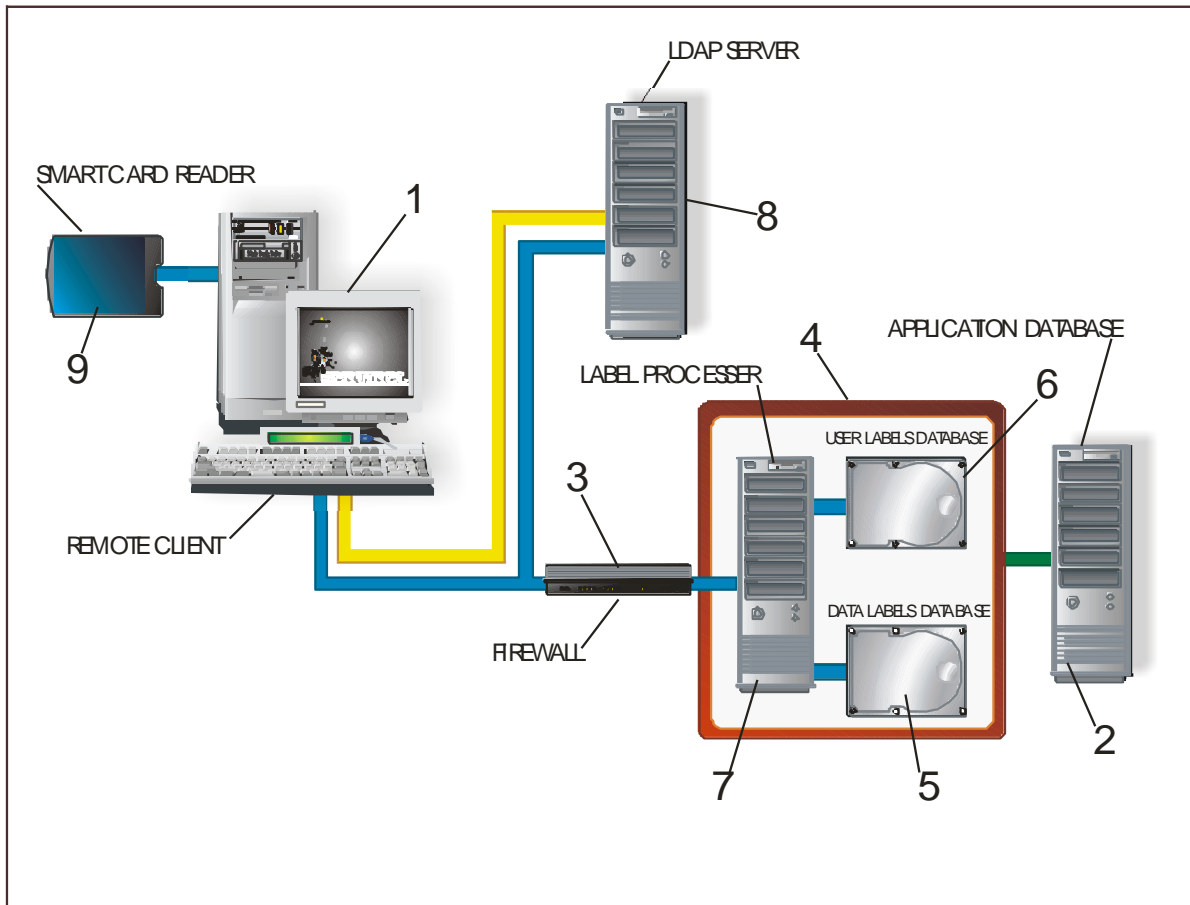 LDAP SERVER
SMARTCARD READER
1
8
9
APPLICATION DATABASE
4
LABEL PROCESSER
6
USER LABELS DATABASE
3
REMOTE CLIENT
DATA LABELS DATABASE
FIREWALL
2
7
5